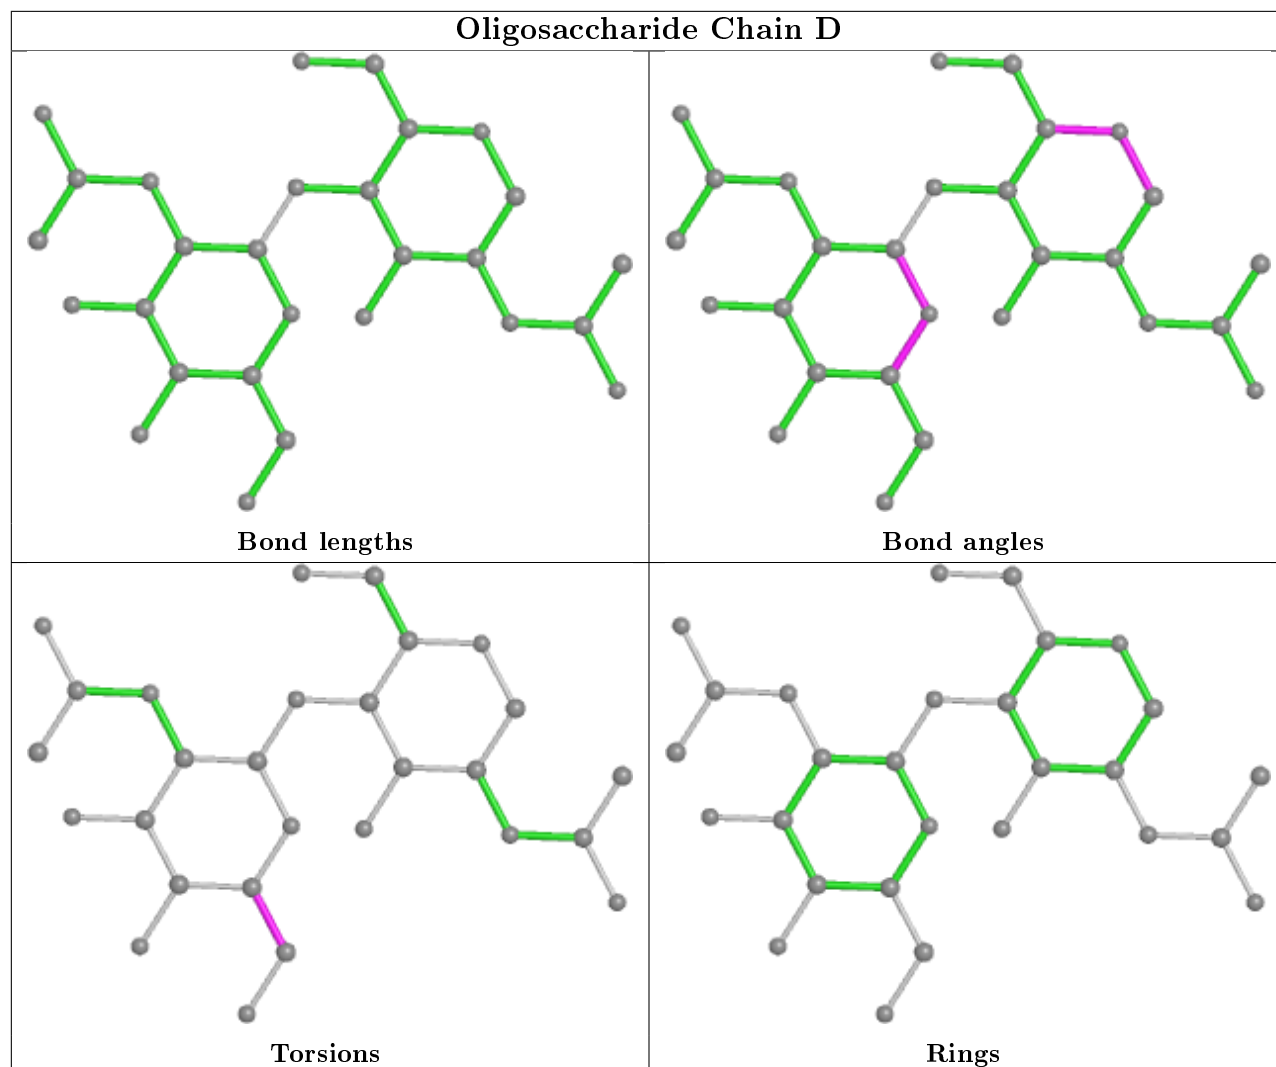 Oligosaccharide Chain D
Bond lengths
Bond angles
Torsions
Rings